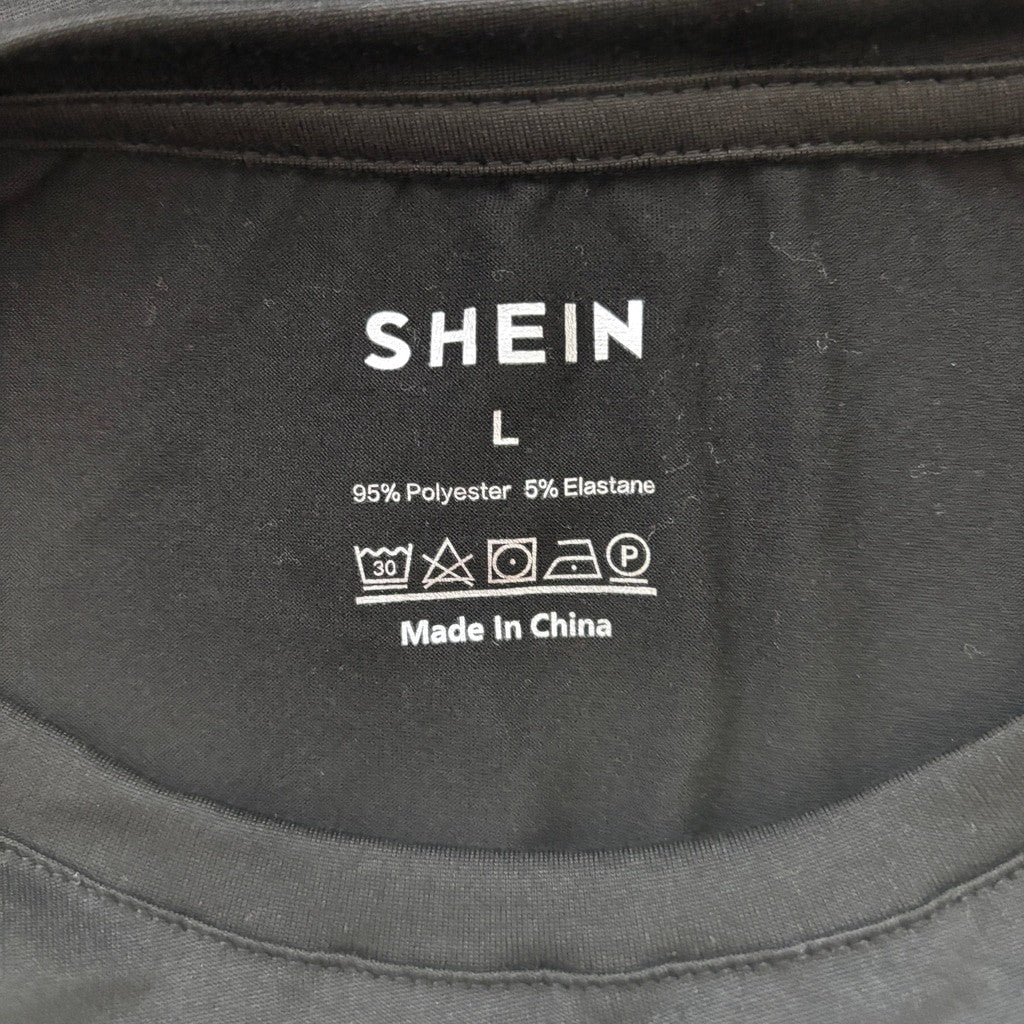 SHEIN
L
95% Polyester 5% Elastane
30 P
Made In China